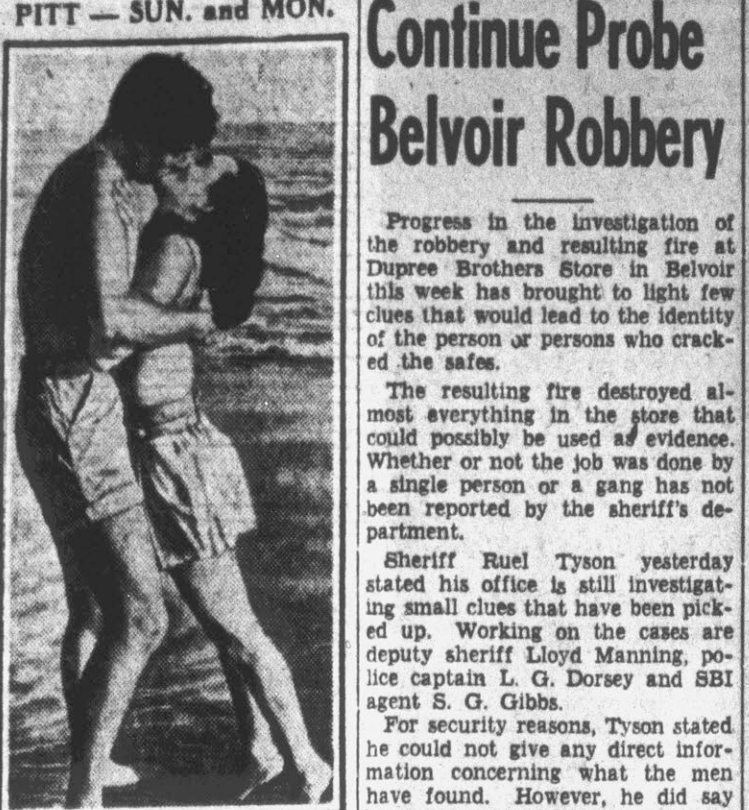 PITT — SUN. and MON.
Continue Probe
Belvoir Robbery
Progress in the investigation of
the robbery and resulting fire at
Dupree Brothers Store in Belvoir
this week has brought to light few
clues that would lead to the identity
of the person or persons who crack-
ed the safes.
The resulting fire destroyed al-
most everything in the store that
could possibly be used as evidence.
Whether or not the job was done by
a single person or a gang has not
been reported by the sheriff's de-
partment.
Sheriff Ruel Tyson yesterday
stated his office is still investigat-
ing small clues that have been pick-
ed up. Working on the cases are
deputy sheriff Lloyd Manning, po-
lice captain L. G. Dorsey and SBI
agent S. G. Gibbs.
For security reasons, Tyson stated
he could not give any direct infor-
mation concerning what the men
have found. However, he did say